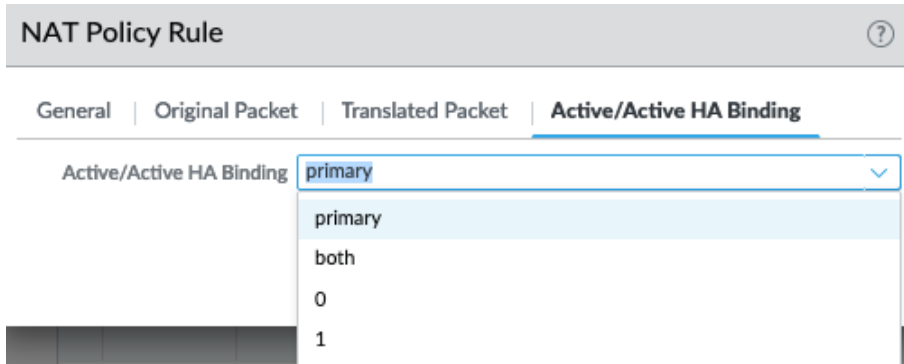 NAT Policy Rule ?
General | Original Packet | Translated Packet | Active/Active HA Binding
Active/Active HA Binding primary
primary
both
0
1